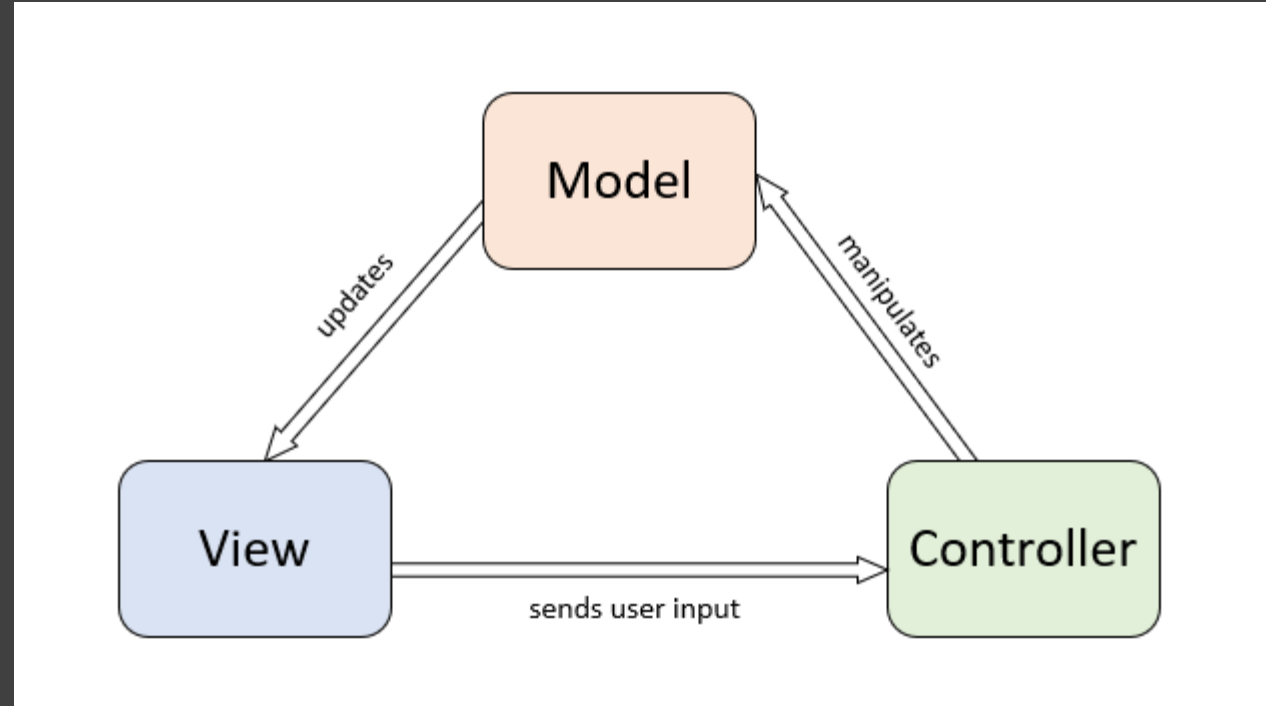 Model
updates
manipulates
View
Controller
sends user input